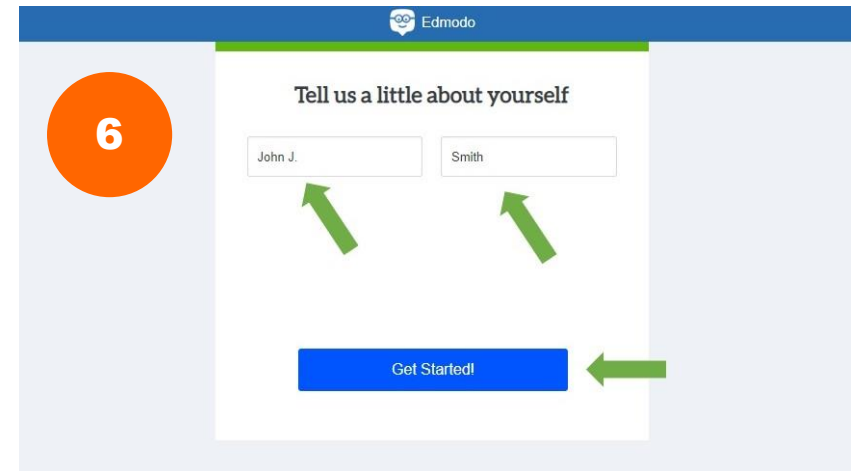 Edmodo
6
Tell us a little about yourself
John J. Smith
Get Started!